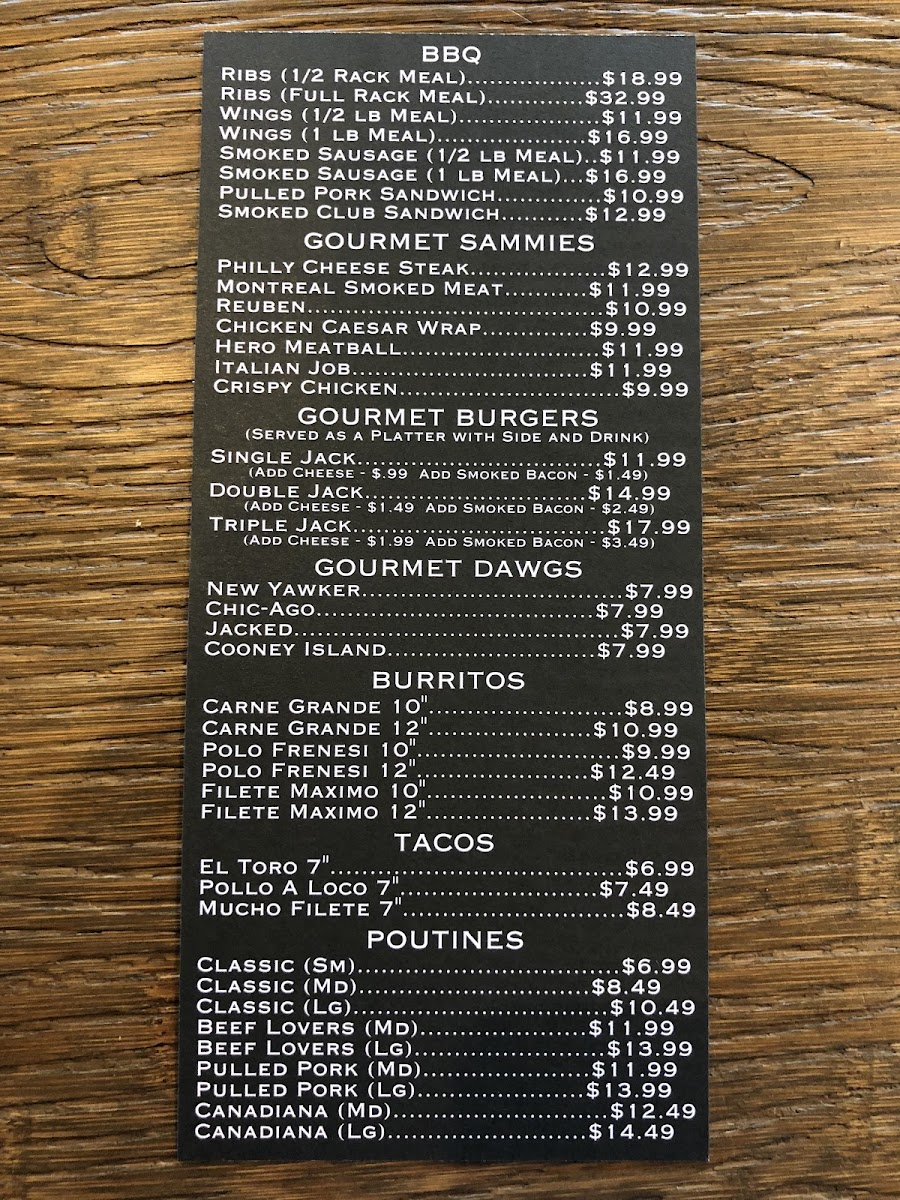 BBQ
Ribs (1/2 Rack Meal)....................$18.99
Ribs (Full Rack Meal)..............$32.99
Wings (1/2 lb Meal)....................$11.99
Wings (1 lb Meal).....................$16.99
Smoked Sausage (1/2 lb Meal)..$11.99
Smoked Sausage (1 lb Meal)...$16.99
Pulled Pork Sandwich...............$10.99
Smoked Club Sandwich............$12.99
GOURMET SAMMIES
Philly Cheese Steak...................$12.99
Montreal Smoked Meat............$11.99
Reuben..........................................$10.99
Chicken Caesar Wrap...............$9.99
Hero Meatball............................$11.99
Italian Job..................................$11.99
Crispy Chicken...............................$9.99
GOURMET BURGERS
(Served as a Platter with Side and Drink)
Single Jack...................................$11.99
(Add Cheese - $.99 Add Smoked Bacon - $1.49)
Double Jack................................$14.99
(Add Cheese - $1.49 Add Smoked Bacon - $2.49)
Triple Jack....................................$17.99
(Add Cheese - $1.99 Add Smoked Bacon - $3.49)
GOURMET DAWGS
New Yawker.....................................$7.99
Chic-Ago.......................................$7.99
Jacked..............................................$7.99
Cooney Island..............................$7.99
BURRITOS
Carne Grande 10"...........................$8.99
Carne Grande 12".......................$10.99
Polo Frenesi 10".............................$9.99
Polo Frenesi 12"........................$12.49
Filete Maximo 10".........................$10.99
Filete Maximo 12".......................$13.99
TACOS
El Toro 7"..........................................$6.99
Pollo A Loco 7"............................$7.49
Mucho Filete 7"...............................$8.49
POUTINES
Classic (Sm).....................................$6.99
Classic (Md)................................$8.49
Classic (Lg)....................................$10.49
Beef Lovers (Md)........................$11.99
Beef Lovers (Lg)...........................$13.99
Pulled Pork (Md)........................$11.99
Pulled Pork (Lg)........................$13.99
Canadiana (Md)..............................$12.49
Canadiana (Lg)............................$14.49